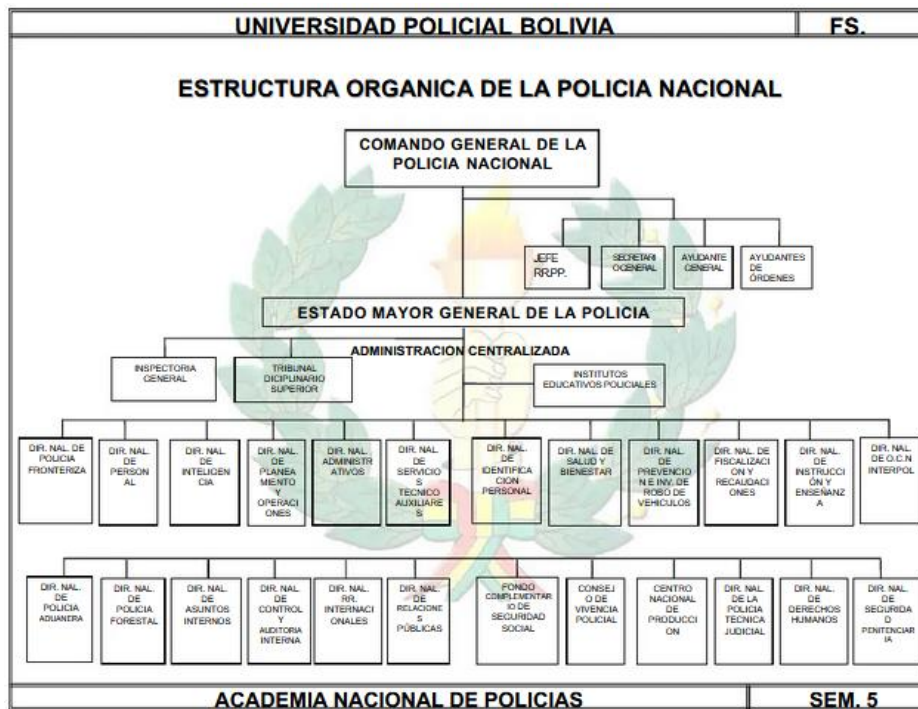 UNIVERSIDAD POLICIAL BOLIVIA FS.
ESTRUCTURA ORGANICA DE LA POLICIA NACIONAL
COMANDO GENERAL DE LA
POLICIA NACIONAL
JEFE
RR.PP.
SECRETARI
O GENERAL
AYUDANTE
GENERAL
AYUDANTES
DE
ÓRDENES
ESTADO MAYOR GENERAL DE LA POLICIA
ADMINISTRACION CENTRALIZADA
INSPECTORIA
GENERAL
TRIBUNAL
DICIPLINARIO
SUPERIOR
INSTITUTOS
EDUCATIVOS POLICIALES
DIR. NAL. DE
POLICIA
FRONTERIZA
DIR. NAL.
DE
PERSON
AL
DIR. NAL.
DE
INTELIGEN
CIA
DIR. NAL.
DE
PLANEA
MIENTO
Y
OPERACI
ONES
DIR. NAL.
ADMINISTR
ATIVOS
DIR. NAL.
DE
SERVICIO
S
TECNICO
AUXILIARE
S
DIR. NAL.
DE
IDENTIFICA
CION
PERSONAL
DIR. NAL. DE
SALUD Y
BIENESTAR
DIR. NAL. DE
PREVENCION
E INV. DE
ROBO DE
VEHICULOS
DIR. NAL. DE
FISCALIZACI
ON Y
RECAUDACI
ONES
DIR. NAL.
DE
INSTRUCCI
ÓN Y
ENSEÑANZ
A
DIR. NAL
DE O.C.N
INTERPOL
DIR. NAL.
DE
POLICIA
ADUANERA
DIR. NAL.
DE
POLICIA
FORESTAL
DIR. NAL.
DE
ASUNTOS
INTERNOS
DIR. NAL.
DE
CONTROL
Y
AUDITORIA
INTERNA
DIR. NAL.
RR.
INTERNACI
ONALES
DIR. NAL.
DE
RELACIONE
S
PÚBLICAS
FONDO
COMPLEMENTAR
IO DE
SEGURIDAD
SOCIAL
CONSEJ
O DE
VIVENCIA
POLICIAL
CENTRO
NACIONAL
DE
PRODUCC
ION
DIR. NAL.
DE LA
POLICIA
TECNICA
JUDICIAL
DIR. NAL.
DE
DERECHOS
HUMANOS
DIR. NAL.
DE
SEGURIDA
D
PENITENCIAR
IA
ACADEMIA NACIONAL DE POLICIAS SEM. 5